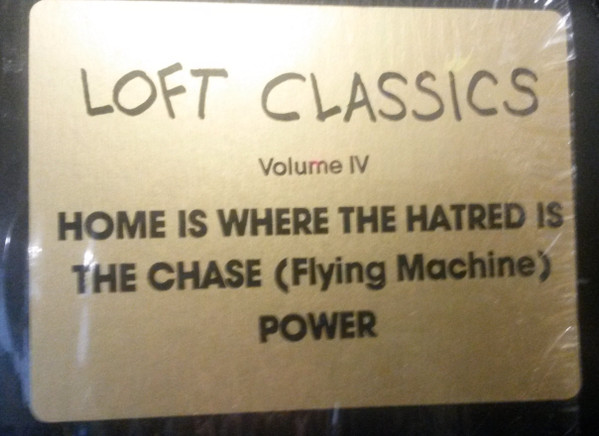 LOFT CLASSICS
Volume IV
HOME IS WHERE THE HATRED IS
THE CHASE (Flying Machine)
POWER